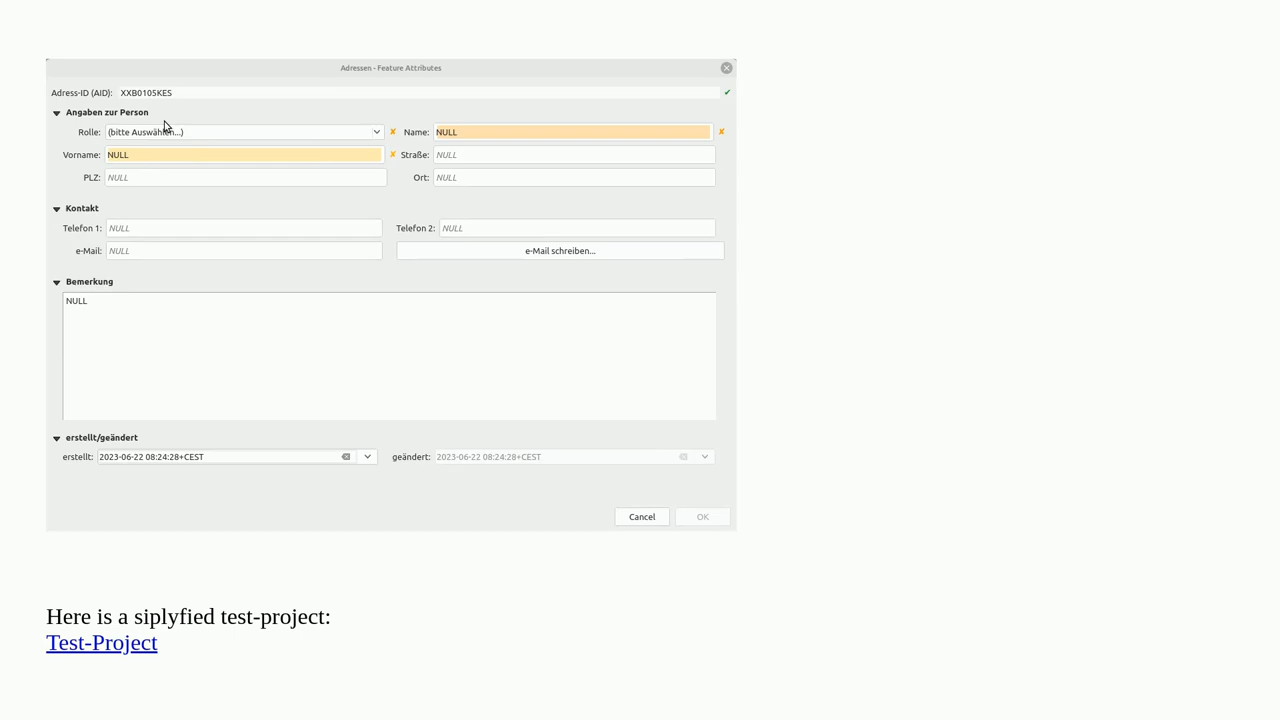 Adressen - Feature Attributes
Adress-ID (AID): XXB0105KES
Angaben zur Person
Rolle: (bitte Auswählen...) Name: NULL
Vorname: NULL Straße: NULL
PLZ: NULL Ort: NULL
Kontakt
Telefon 1: NULL Telefon 2: NULL
e-Mail: NULL e-Mail schreiben...
Bemerkung
NULL
erstellt/geändert
erstellt: 2023-06-22 08:24:28+CEST geändert: 2023-06-22 08:24:28+CEST
Cancel OK
Here is a siplyfied test-project:
Test-Project